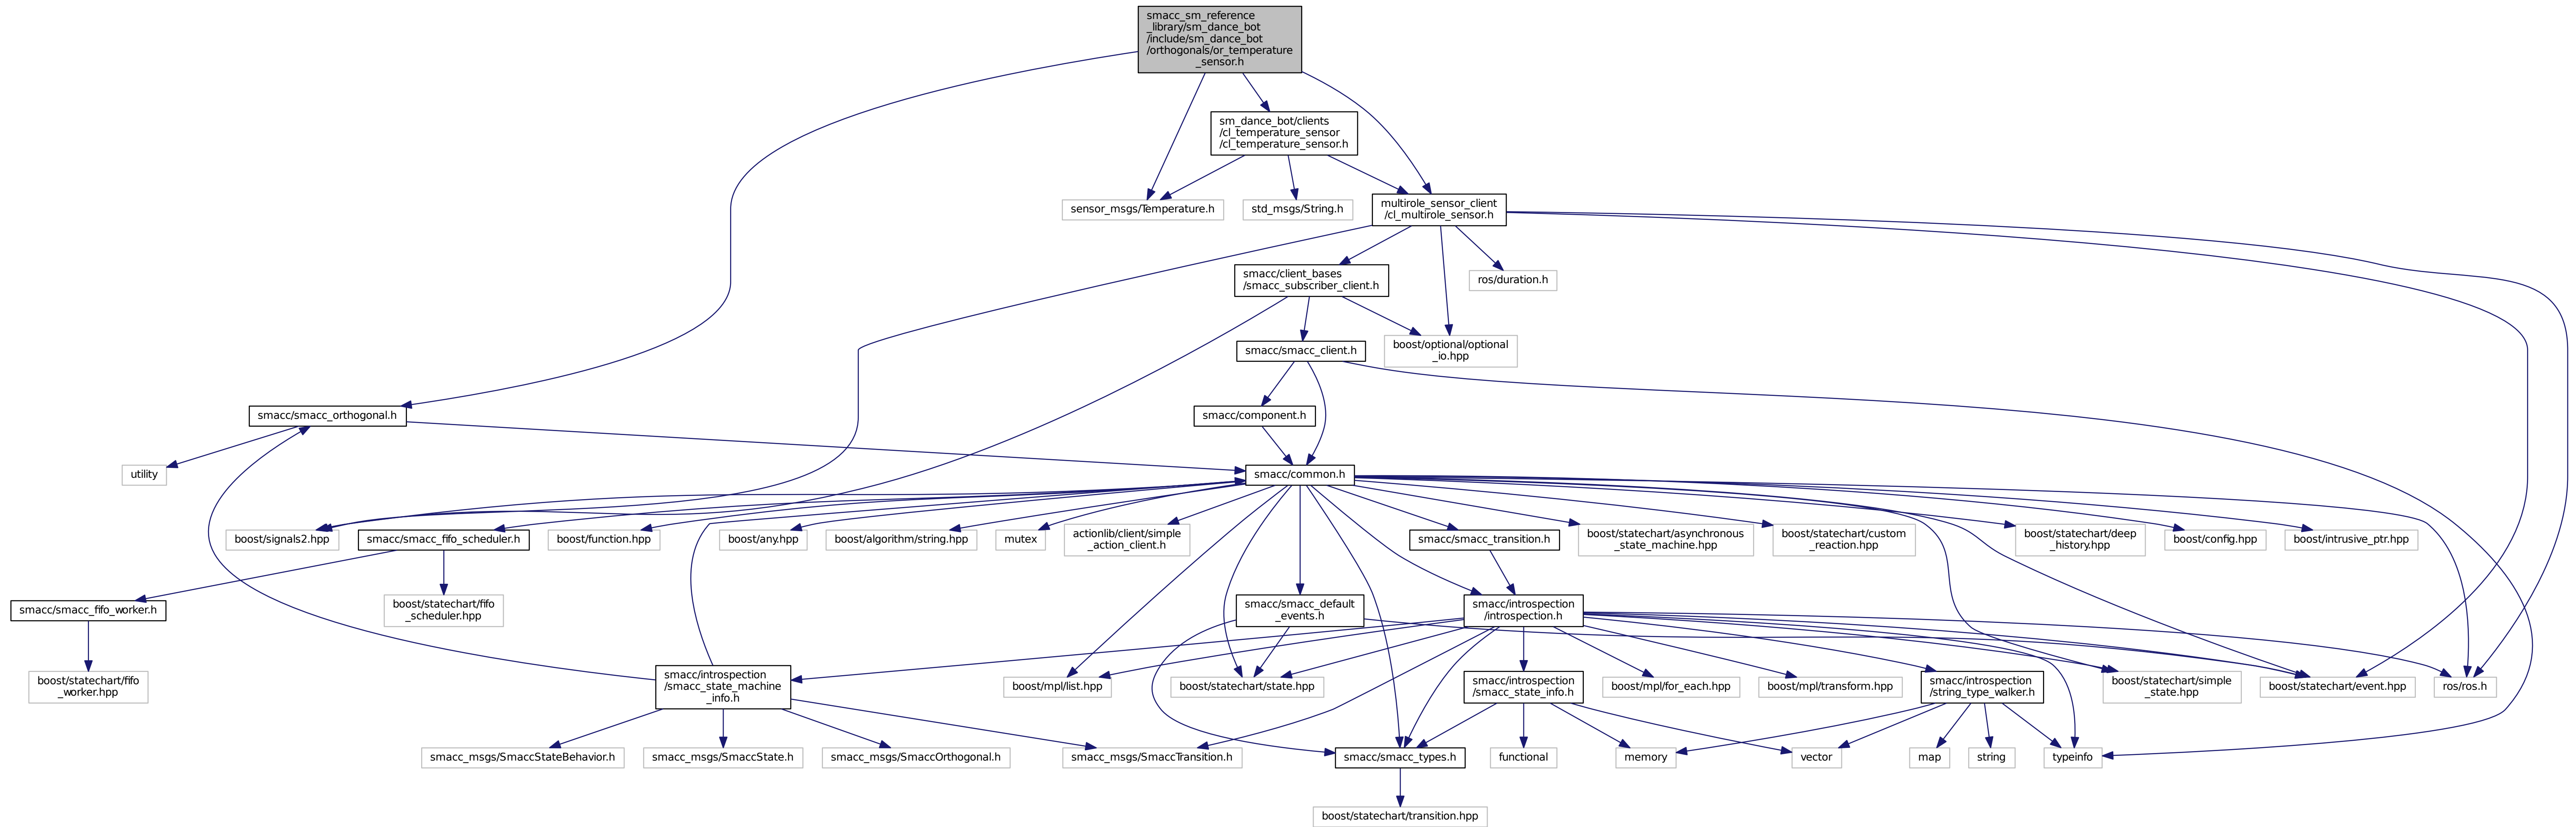 smacc_sm_reference
_library/sm_dance_bot
/include/sm_dance_bot
/orthogonals/or_temperature
_sensor.h
sm_dance_bot/clients
/cl_temperature_sensor
/cl_temperature_sensor.h
sensor_msgs/Temperature.h
std_msgs/String.h
multirole_sensor_client
/cl_multirole_sensor.h
smacc/client_bases
/smacc_subscriber_client.h
ros/duration.h
smacc/smacc_client.h
boost/optional/optional
_io.hpp
smacc/smacc_orthogonal.h
smacc/component.h
utility
smacc/common.h
boost/signals2.hpp
smacc/smacc_fifo_scheduler.h
boost/function.hpp
boost/any.hpp
boost/algorithm/string.hpp
mutex
actionlib/client/simple
_action_client.h
smacc/smacc_transition.h
boost/statechart/asynchronous
_state_machine.hpp
boost/statechart/custom
_reaction.hpp
boost/statechart/deep
_history.hpp
boost/config.hpp
boost/intrusive_ptr.hpp
smacc/smacc_fifo_worker.h
boost/statechart/fifo
_scheduler.hpp
smacc/smacc_default
_events.h
smacc/introspection
/introspection.h
boost/statechart/fifo
_worker.hpp
smacc/introspection
/smacc_state_machine
_info.h
boost/mpl/list.hpp
boost/statechart/state.hpp
smacc/introspection
/smacc_state_info.h
boost/mpl/for_each.hpp
boost/mpl/transform.hpp
smacc/introspection
/string_type_walker.h
boost/statechart/simple
_state.hpp
boost/statechart/event.hpp
ros/ros.h
smacc_msgs/SmaccStateBehavior.h
smacc_msgs/SmaccState.h
smacc_msgs/SmaccOrthogonal.h
smacc_msgs/SmaccTransition.h
smacc/smacc_types.h
functional
memory
vector
map
string
typeinfo
boost/statechart/transition.hpp